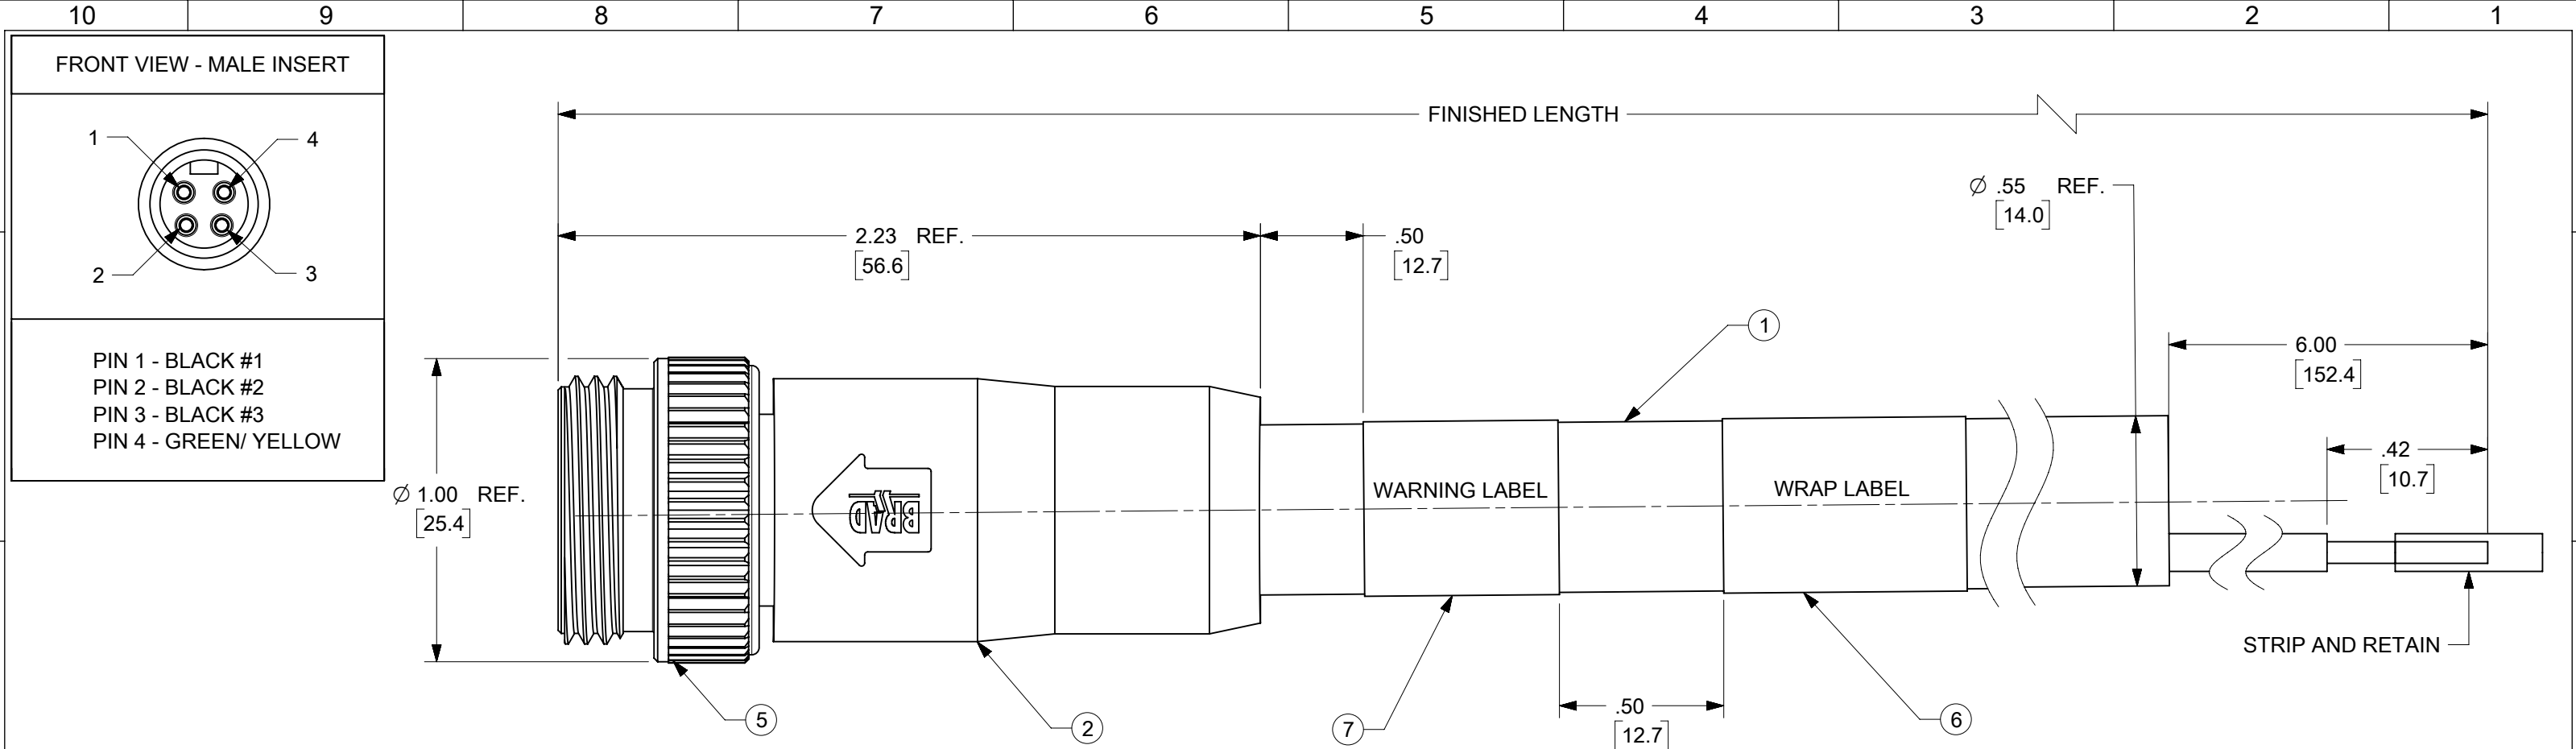 10 9 8 7 6 5 4 3 2 1
FRONT VIEW - MALE INSERT
1
4
2
3
PIN 1 - BLACK #1
PIN 2 - BLACK #2
PIN 3 - BLACK #3
PIN 4 - GREEN/ YELLOW
FINISHED LENGTH
Ø .55 REF.
[14.0]
2.23 REF.
[56.6]
.50
[12.7]
1
6.00
[152.4]
.42
[10.7]
Ø 1.00 REF.
[25.4]
BRAD
WARNING LABEL
WRAP LABEL
STRIP AND RETAIN
5
2
7
.50
[12.7]
6